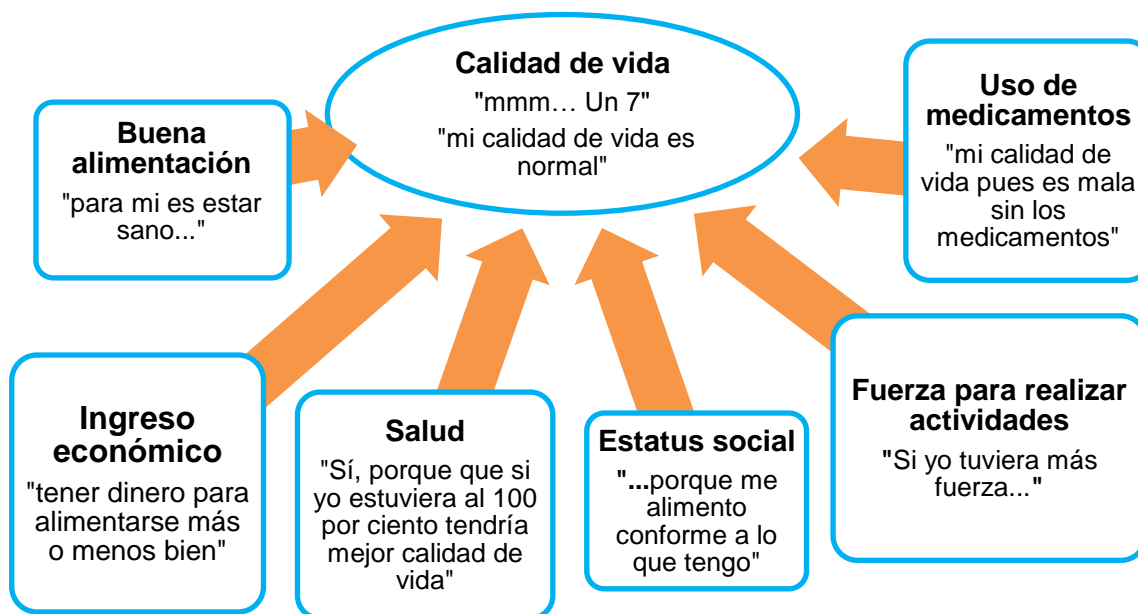 Calidad de vida
"mmm… Un 7"
"mi calidad de vida es
normal"
Buena
alimentación
"para mi es estar
sano..."
Uso de
medicamentos
"mi calidad de
vida pues es mala
sin los
medicamentos"
Ingreso
económico
"tener dinero para
alimentarse más
o menos bien"
Salud
"Sí, porque que si
yo estuviera al 100
por ciento tendría
mejor calidad de
vida"
Estatus social
"...porque me
alimento
conforme a lo
que tengo"
Fuerza para realizar
actividades
"Si yo tuviera más
fuerza..."